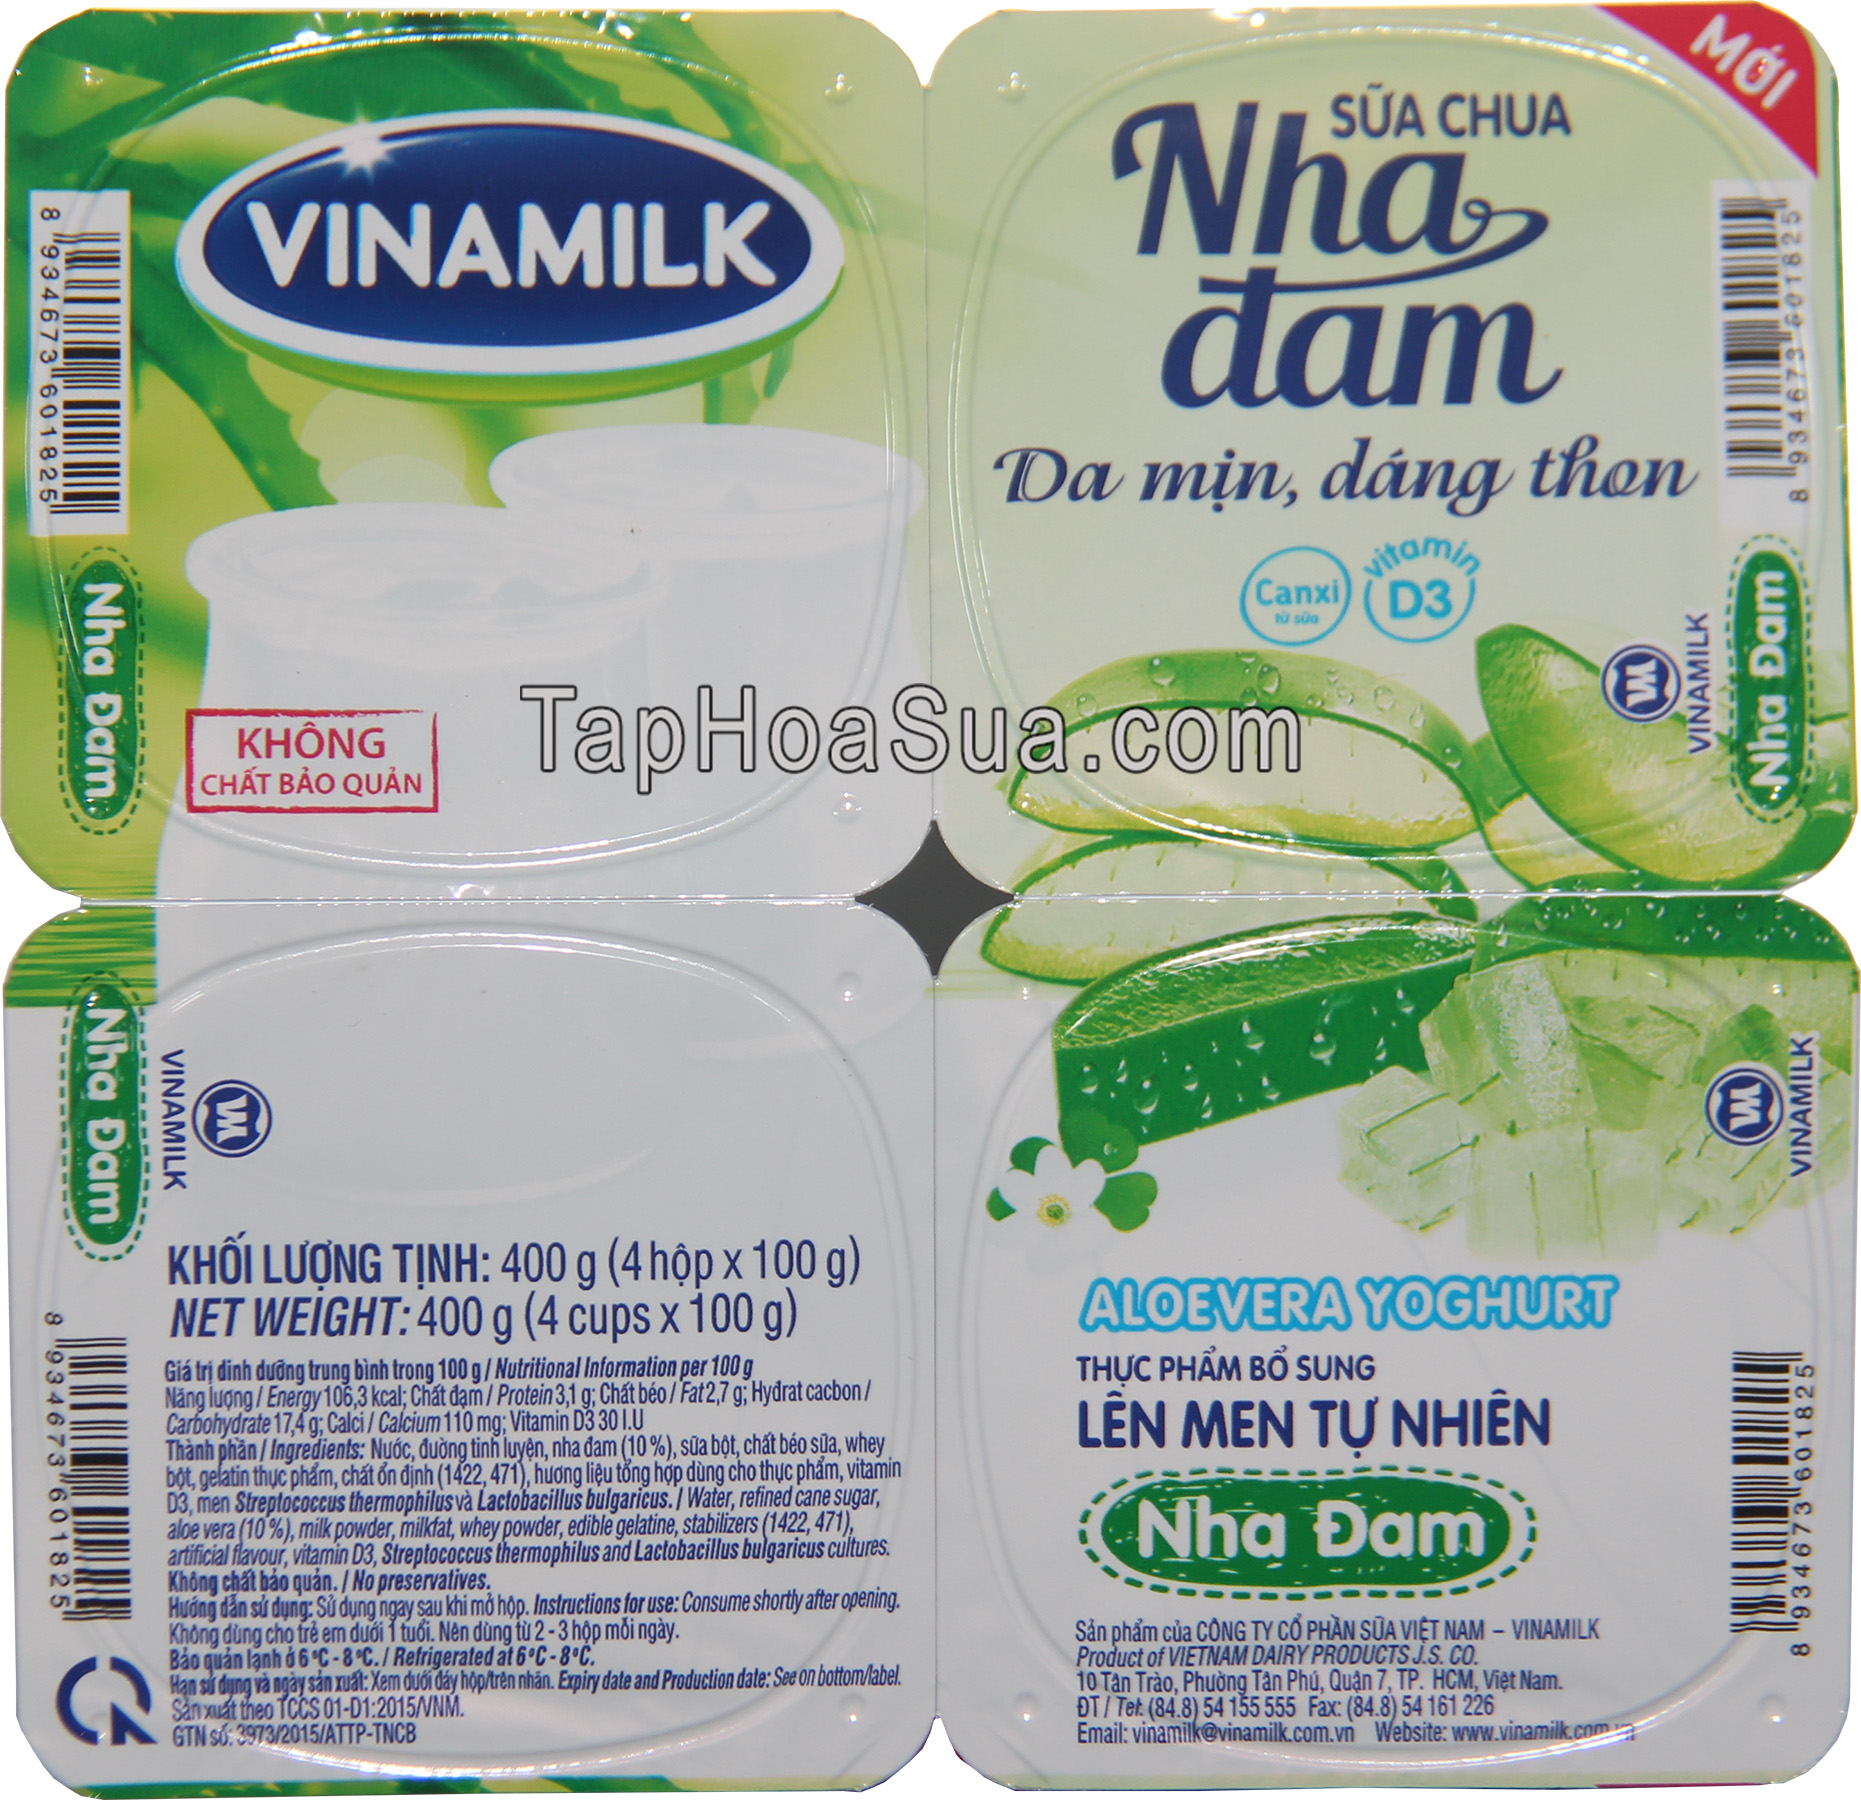 VINAMILK
8 934673 601825
Nha Đam
KHÔNG
CHẤT BẢO QUẢN
MỚI
SỮA CHUA
Nha
đam
Da mịn, dáng thon
Canxi
từ sữa
vitamin
D3
8 934673 601825
VINAMILK
Nha Đam
TapHoaSua.com
Nha Đam
VINAMILK
8 934673 601825
KHỐI LƯỢNG TỊNH: 400 g (4 hộp x 100 g)
NET WEIGHT: 400 g (4 cups x 100 g)
Giá trị dinh dưỡng trung bình trong 100 g / Nutritional Information per 100 g
Năng lượng / Energy 106,3 kcal; Chất đạm / Protein 3,1 g; Chất béo / Fat 2,7 g; Hydrat cacbon /
Carbohydrate 17,4 g; Calci / Calcium 110 mg; Vitamin D3 30 I.U
Thành phần / Ingredients: Nước, đường tinh luyện, nha đam (10 %), sữa bột, chất béo sữa, whey
bột, gelatin thực phẩm, chất ổn định (1422, 471), hương liệu tổng hợp dùng cho thực phẩm, vitamin
D3, men Streptococcus thermophilus và Lactobacillus bulgaricus. / Water, refined cane sugar,
aloe vera (10 %), milk powder, milkfat, whey powder, edible gelatine, stabilizers (1422, 471),
artificial flavour, vitamin D3, Streptococcus thermophilus and Lactobacillus bulgaricus cultures.
Không chất bảo quản. / No preservatives.
Hướng dẫn sử dụng: Sử dụng ngay sau khi mở hộp. Instructions for use: Consume shortly after opening.
Không dùng cho trẻ em dưới 1 tuổi. Nên dùng từ 2 - 3 hộp mỗi ngày.
Bảo quản lạnh ở 6°C - 8°C. / Refrigerated at 6°C - 8°C.
Hạn sử dụng và ngày sản xuất: Xem dưới đáy hộp/trên nhãn. Expiry date and Production date: See on bottom/label.
Sản xuất theo TCCS 01-D1:2015/VNM.
GTN số: 3973/2015/ATTP-TNCB
VINAMILK
ALOEVERA YOGHURT
THỰC PHẨM BỔ SUNG
LÊN MEN TỰ NHIÊN
Nha Đam
8 934673 601825
Sản phẩm của CÔNG TY CỔ PHẦN SỮA VIỆT NAM – VINAMILK
Product of VIETNAM DAIRY PRODUCTS J.S. CO.
10 Tân Trào, Phường Tân Phú, Quận 7, TP. HCM, Việt Nam.
ĐT / Tel: (84.8) 54 155 555 Fax: (84.8) 54 161 226
Email: vinamilk@vinamilk.com.vn Website: www.vinamilk.com.vn